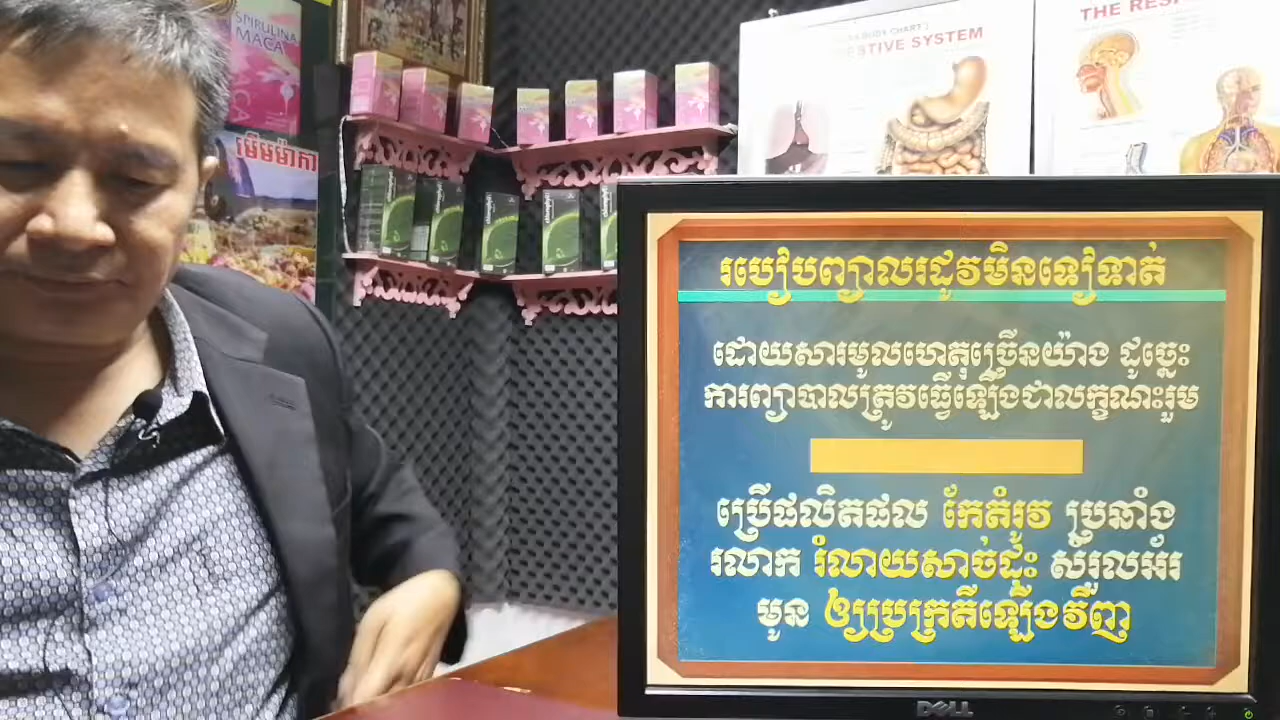 SPIRULINA
MACA
មើមម៉ាកា
DIGESTIVE SYSTEM
THE RES
របៀបព្យាលរដូវមិនទៀទាត់
ដោយសារមូលហេតុច្រើនយ៉ាង ដូច្នេះ
ការព្យាបាលត្រូវធ្វើឡើងជាលក្ខណះរួម
ប្រើផលិតផល កែតំរូវ ប្រឆាំង
រលាក រំលាយសាច់ដុះ សំរួលអ័រ
មូន ឲ្យប្រក្រតីឡើងវិញ
DELL